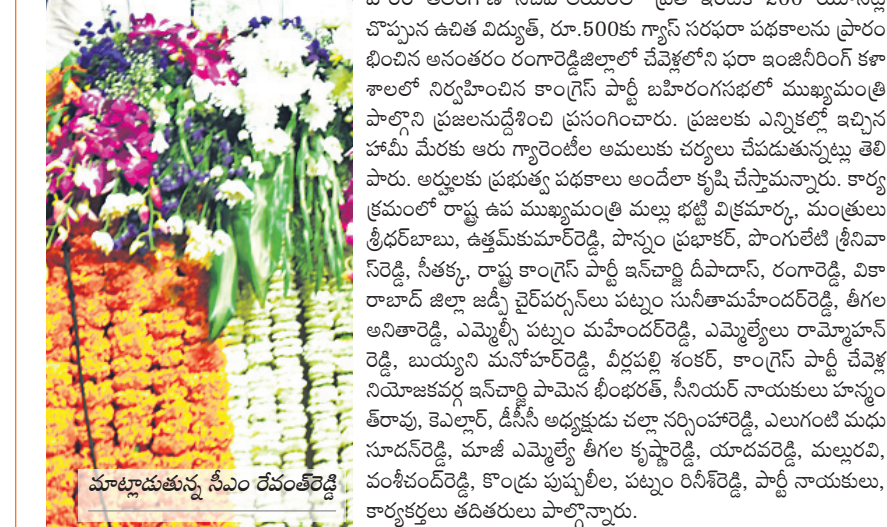 చొప్పున ఉచిత విద్యుత్, రూ.500కు గ్యాస్ సరఫరా పథకాలను ప్రారం
భించిన అనంతరం రంగారెడ్డిజిల్లాలో చేవెళ్లలోని ఫరా ఇంజినీరింగ్ కళా
శాలలో నిర్వహించిన కాంగ్రెస్ పార్టీ బహిరంగసభలో ముఖ్యమంత్రి
పాల్గొని ప్రజలనుద్దేశించి ప్రసంగించారు. ప్రజలకు ఎన్నికల్లో ఇచ్చిన
హామీ మేరకు ఆరు గ్యారెంటీల అమలుకు చర్యలు చేపడుతున్నట్లు తెలి
పారు. అర్హులకు ప్రభుత్వ పథకాలు అందేలా కృషి చేస్తామన్నారు. కార్య
క్రమంలో రాష్ట్ర ఉప ముఖ్యమంత్రి మల్లు భట్టి విక్రమార్క, మంత్రులు
శ్రీధర్‌బాబు, ఉత్తమ్‌కుమార్‌రెడ్డి, పొన్నం ప్రభాకర్, పొంగులేటి శ్రీనివా
స్‌రెడ్డి, సీతక్క, రాష్ట్ర కాంగ్రెస్ పార్టీ ఇన్‌చార్జి దీపాదాస్, రంగారెడ్డి, వికా
రాబాద్ జిల్లా జడ్పీ చైర్‌పర్సన్‌లు పట్నం సునీతామహేందర్‌రెడ్డి, తీగల
అనితారెడ్డి, ఎమ్మెల్సీ పట్నం మహేందర్‌రెడ్డి, ఎమ్మెల్యేలు రామ్మోహన్
రెడ్డి, బుయ్యని మనోహర్‌రెడ్డి, వీర్లపల్లి శంకర్, కాంగ్రెస్ పార్టీ చేవెళ్ల
నియోజకవర్గ ఇన్‌చార్జి పామెన భీంభరత్, సీనియర్ నాయకులు హన్మం
త్‌రావు, కెఎల్లార్, డీసీసీ అధ్యక్షుడు చల్లా నర్సింహారెడ్డి, ఎలుగంటి మధు
సూదన్‌రెడ్డి, మాజీ ఎమ్మెల్యే తీగల కృష్ణారెడ్డి, యాదవరెడ్డి, మల్లురవి,
వంశీచంద్‌రెడ్డి, కొండ్రు పుష్పలీల, పట్నం రినీశ్‌రెడ్డి, పార్టీ నాయకులు,
కార్యకర్తలు తదితరులు పాల్గొన్నారు.
మాట్లాడుతున్న సీఎం రేవంత్‌రెడ్డి